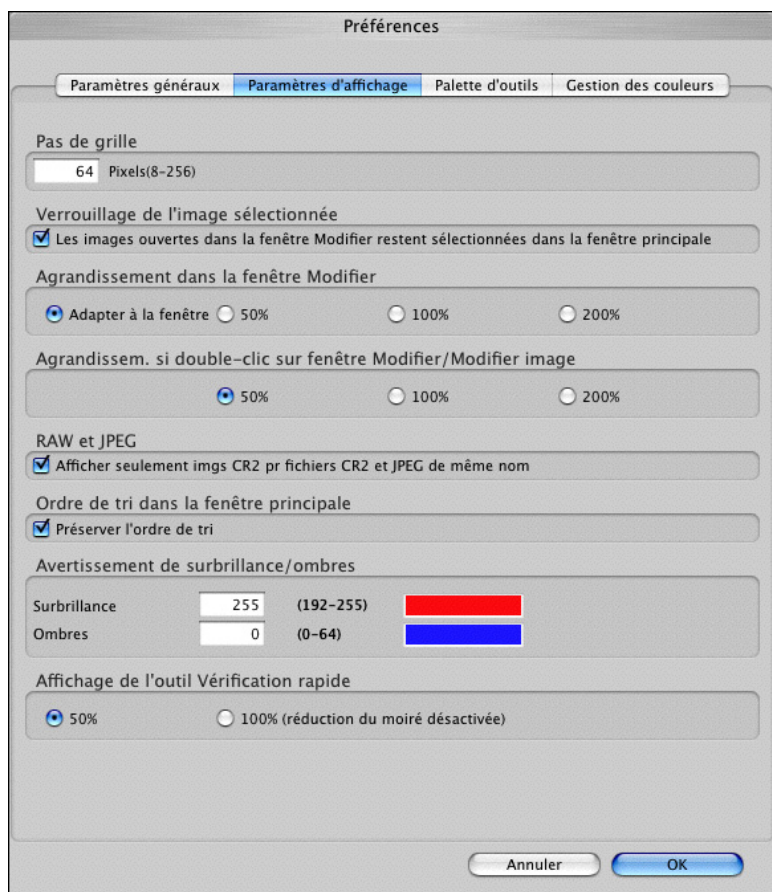 Préférences
Paramètres généraux Paramètres d'affichage Palette d'outils Gestion des couleurs
Pas de grille
64 Pixels(8-256)
Verrouillage de l'image sélectionnée
Les images ouvertes dans la fenêtre Modifier restent sélectionnées dans la fenêtre principale
Agrandissement dans la fenêtre Modifier
Adapter à la fenêtre 50% 100% 200%
Agrandissem. si double-clic sur fenêtre Modifier/Modifier image
50% 100% 200%
RAW et JPEG
Afficher seulement imgs CR2 pr fichiers CR2 et JPEG de même nom
Ordre de tri dans la fenêtre principale
Préserver l'ordre de tri
Avertissement de surbrillance/ombres
Surbrillance 255 (192-255)
Ombres 0 (0-64)
Affichage de l'outil Vérification rapide
50% 100% (réduction du moiré désactivée)
Annuler OK